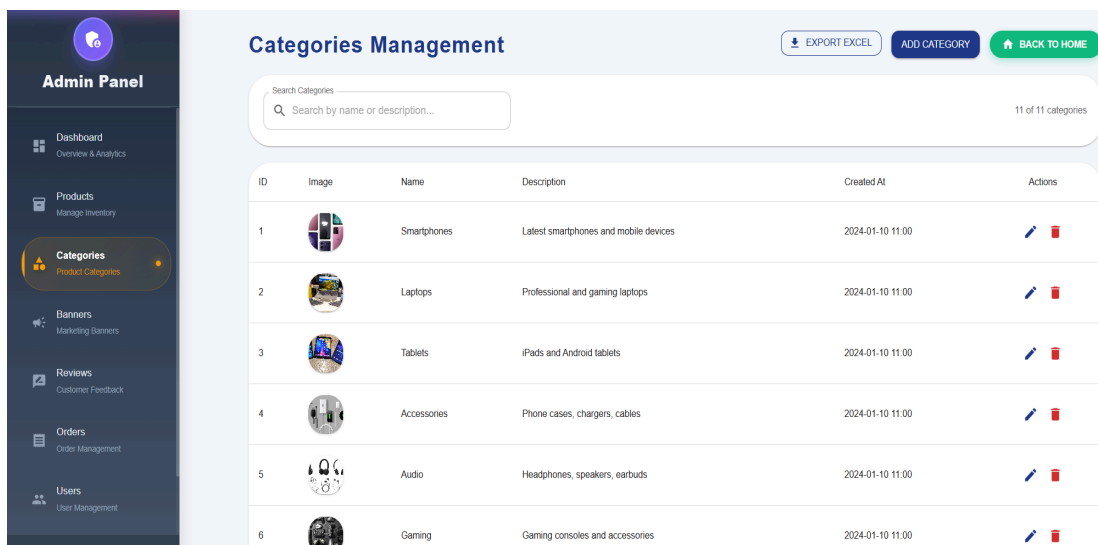 Admin Panel
Dashboard
Overview & Analytics
Products
Manage Inventory
Categories
Product Categories
Banners
Marketing Banners
Reviews
Customer Feedback
Orders
Order Management
Users
User Management
Categories Management
EXPORT EXCEL
ADD CATEGORY
BACK TO HOME
Search Categories
Search by name or description...
11 of 11 categories
ID Image Name Description Created At Actions
1 Smartphones Latest smartphones and mobile devices 2024-01-10 11:00
2 Laptops Professional and gaming laptops 2024-01-10 11:00
3 Tablets iPads and Android tablets 2024-01-10 11:00
4 Accessories Phone cases, chargers, cables 2024-01-10 11:00
5 Audio Headphones, speakers, earbuds 2024-01-10 11:00
6 Gaming Gaming consoles and accessories 2024-01-10 11:00